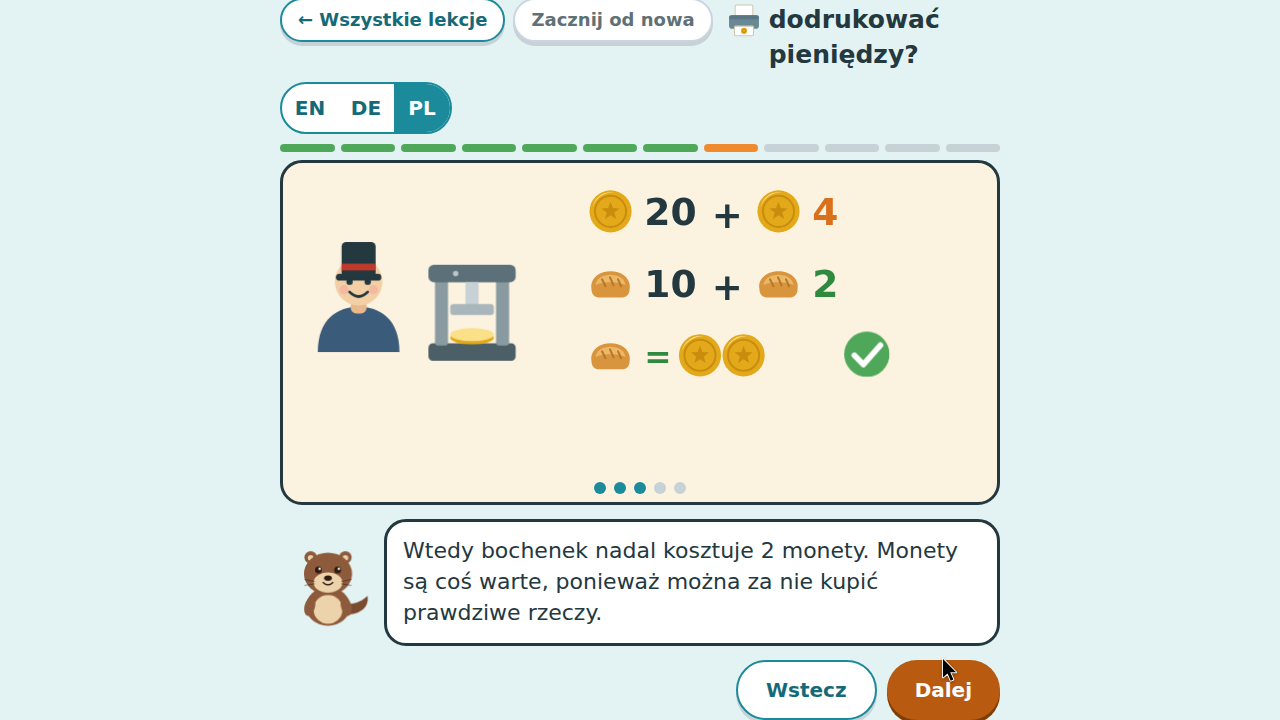 ← Wszystkie lekcje
Zacznij od nowa
dodrukować
pieniędzy?
EN DE PL
20 + 4
10 + 2
=
Wtedy bochenek nadal kosztuje 2 monety. Monety
są coś warte, ponieważ można za nie kupić
prawdziwe rzeczy.
Wstecz
Dalej